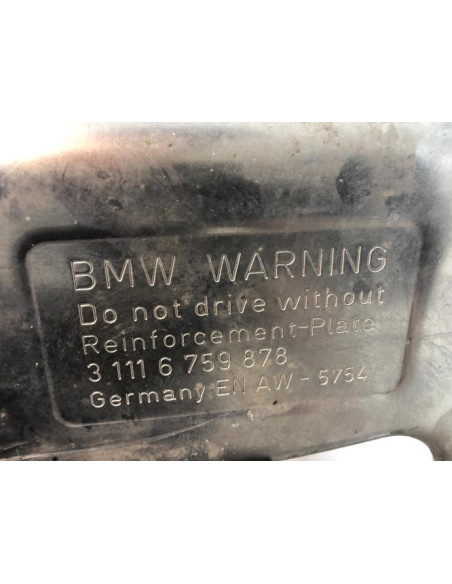 BMW WARNING
Do not drive without
Reinforcement-Plate
3 111 6 759 878
Germany EN AW - 5754